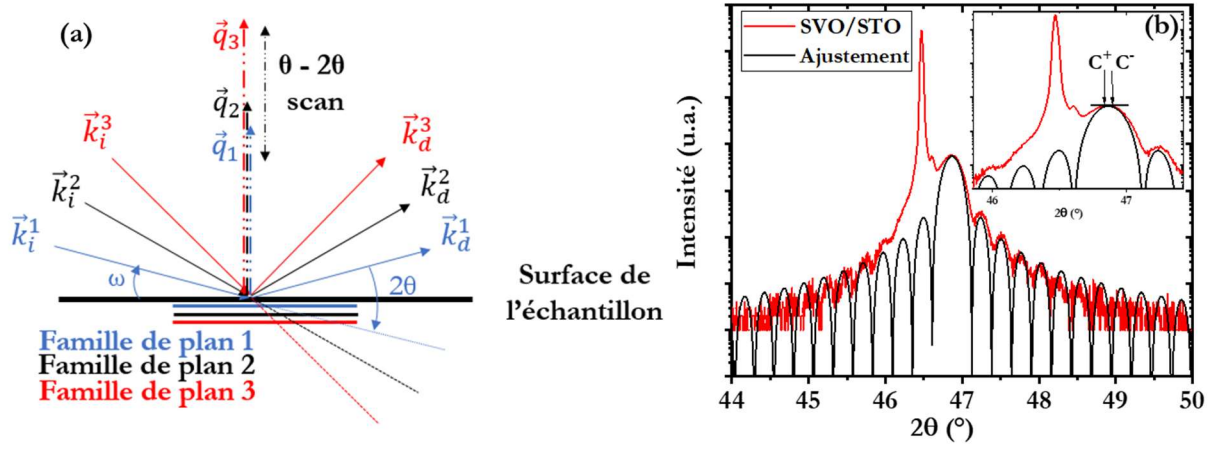 (a)
q⃗₃
θ - 2θ
scan
q⃗₂
q⃗₁
k⃗ᵢ³
k⃗d³
k⃗ᵢ²
k⃗d²
k⃗ᵢ¹
k⃗d¹
ω
2θ
Surface de
l'échantillon
Famille de plan 1
Famille de plan 2
Famille de plan 3
(b)
SVO/STO
Ajustement
C⁺ C⁻
46 47
2θ (°)
Intensité (u.a.)
44 45 46 47 48 49 50
2θ (°)